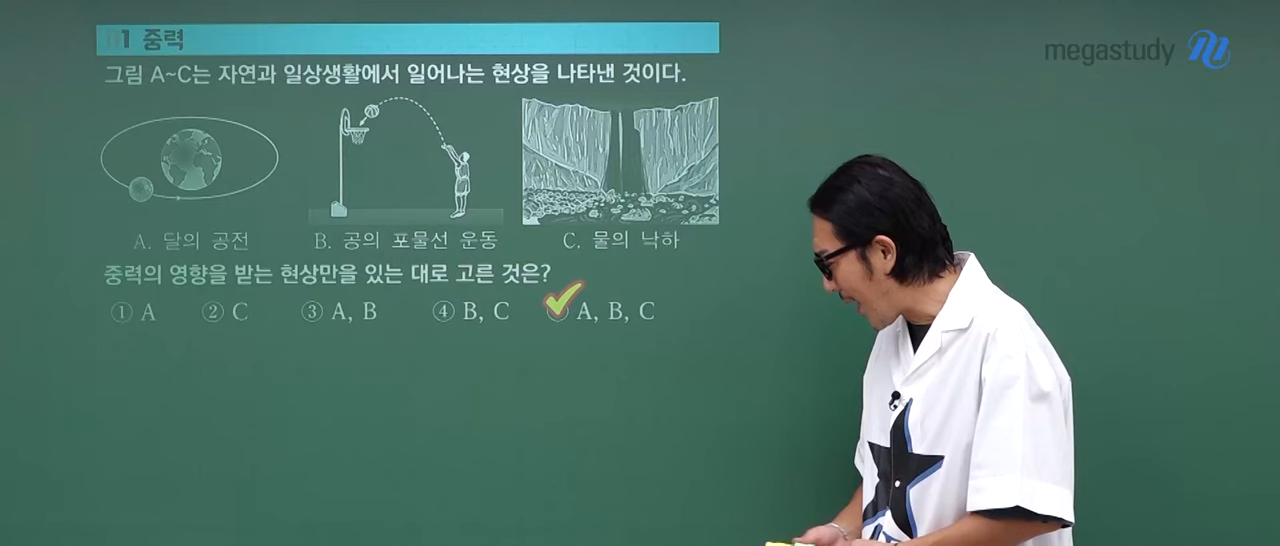 1 중력
megastudy
그림 A~C는 자연과 일상생활에서 일어나는 현상을 나타낸 것이다.
A. 달의 공전
B. 공의 포물선 운동
C. 물의 낙하
중력의 영향을 받는 현상만을 있는 대로 고른 것은?
① A ② C ③ A, B ④ B, C A, B, C